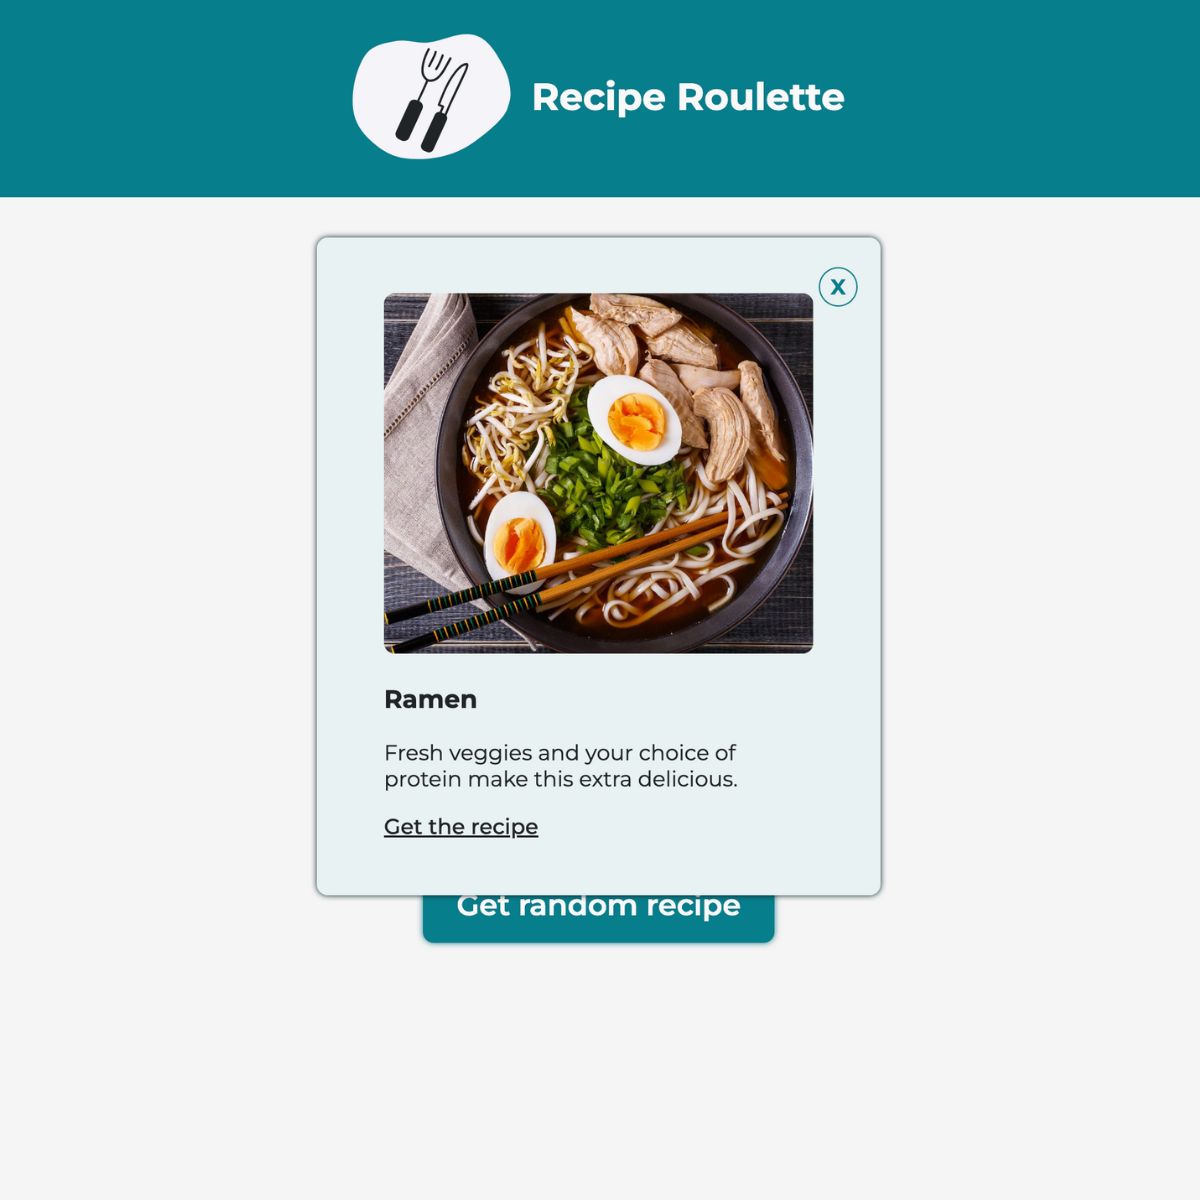 Recipe Roulette
X
Ramen
Fresh veggies and your choice of
protein make this extra delicious.
Get the recipe
Get random recipe